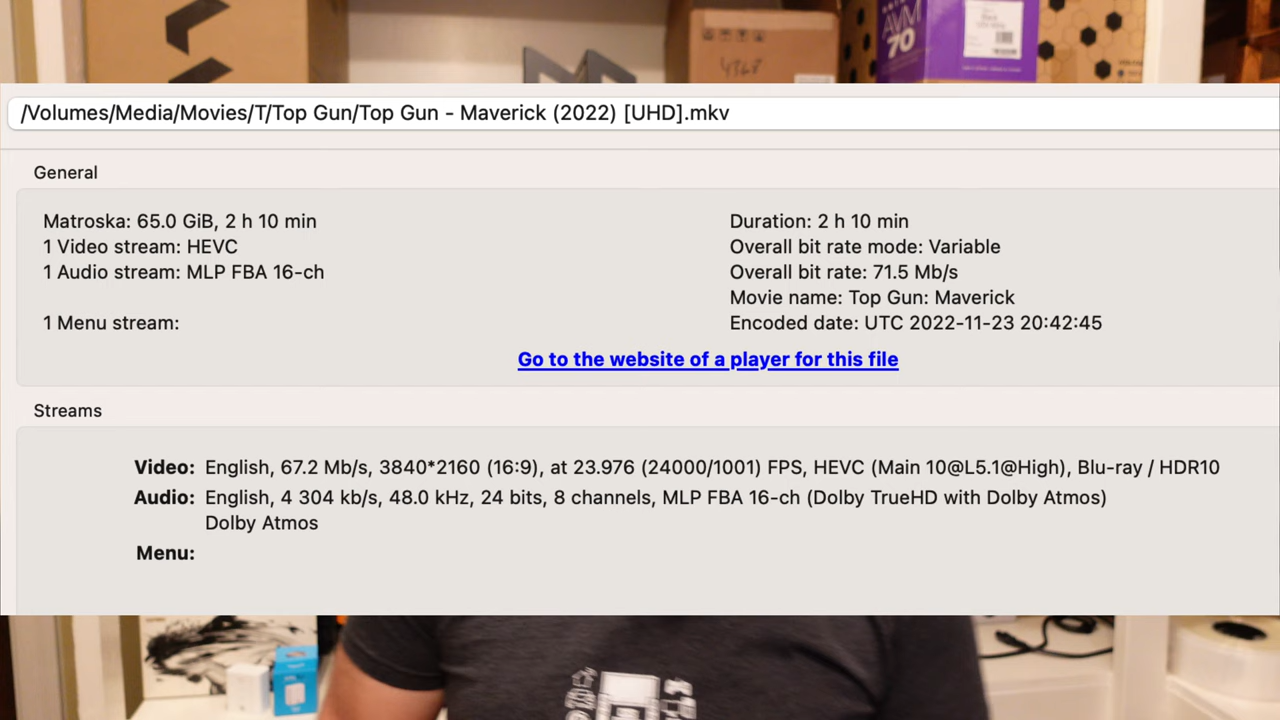 AVM
70
/Volumes/Media/Movies/T/Top Gun/Top Gun - Maverick (2022) [UHD].mkv
General
Matroska: 65.0 GiB, 2 h 10 min
1 Video stream: HEVC
1 Audio stream: MLP FBA 16-ch
1 Menu stream:
Duration: 2 h 10 min
Overall bit rate mode: Variable
Overall bit rate: 71.5 Mb/s
Movie name: Top Gun: Maverick
Encoded date: UTC 2022-11-23 20:42:45
Go to the website of a player for this file
Streams
Video: English, 67.2 Mb/s, 3840*2160 (16:9), at 23.976 (24000/1001) FPS, HEVC (Main 10@L5.1@High), Blu-ray / HDR10
Audio: English, 4 304 kb/s, 48.0 kHz, 24 bits, 8 channels, MLP FBA 16-ch (Dolby TrueHD with Dolby Atmos)
Dolby Atmos
Menu: